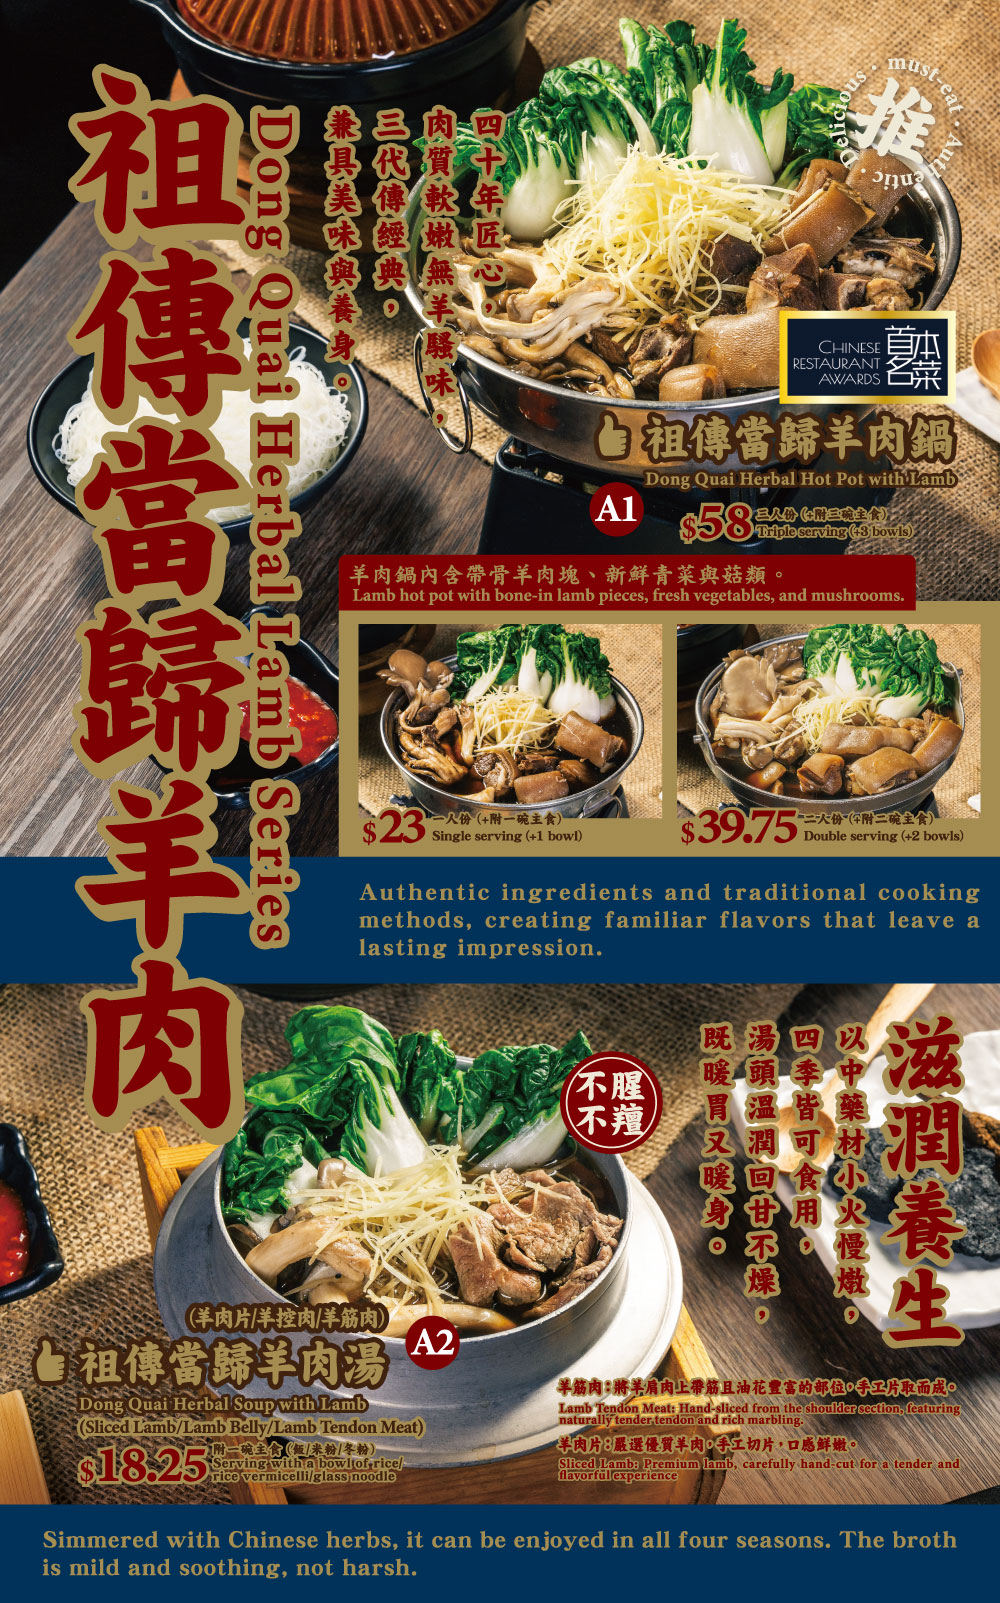 祖傳當歸羊肉
Dong Quai Herbal Lamb Series
四十年匠心，
肉質軟嫩無羊騷味，
三代傳經典，
兼具美味與養身。
Delicious · must-eat · Authentic ·
推
CHINESE
RESTAURANT
AWARDS
首本名菜
祖傳當歸羊肉鍋
Dong Quai Herbal Hot Pot with Lamb
A1
$58
三人份 (+附三碗主食)
Triple serving (+3 bowls)
羊肉鍋內含帶骨羊肉塊、新鮮青菜與菇類。
Lamb hot pot with bone-in lamb pieces, fresh vegetables, and mushrooms.
$23
一人份 (+附一碗主食)
Single serving (+1 bowl)
$39.75
二人份 (+附二碗主食)
Double serving (+2 bowls)
Authentic ingredients and traditional cooking
methods, creating familiar flavors that leave a
lasting impression.
滋潤養生
以中藥材小火慢燉，
四季皆可食用，
湯頭溫潤回甘不燥，
既暖胃又暖身。
不腥
不羶
(羊肉片/羊控肉/羊筋肉)
祖傳當歸羊肉湯
A2
Dong Quai Herbal Soup with Lamb
(Sliced Lamb/Lamb Belly/Lamb Tendon Meat)
$18.25
附一碗主食 (飯/米粉/冬粉)
Serving with a bowl of rice/
rice vermicelli/glass noodle
羊筋肉：將羊肩肉上帶筋且油花豐富的部位，手工片取而成。
Lamb Tendon Meat: Hand-sliced from the shoulder section, featuring
naturally tender tendon and rich marbling.
羊肉片：嚴選優質羊肉，手工切片，口感鮮嫩。
Sliced Lamb: Premium lamb, carefully hand-cut for a tender and
flavorful experience
Simmered with Chinese herbs, it can be enjoyed in all four seasons. The broth
is mild and soothing, not harsh.